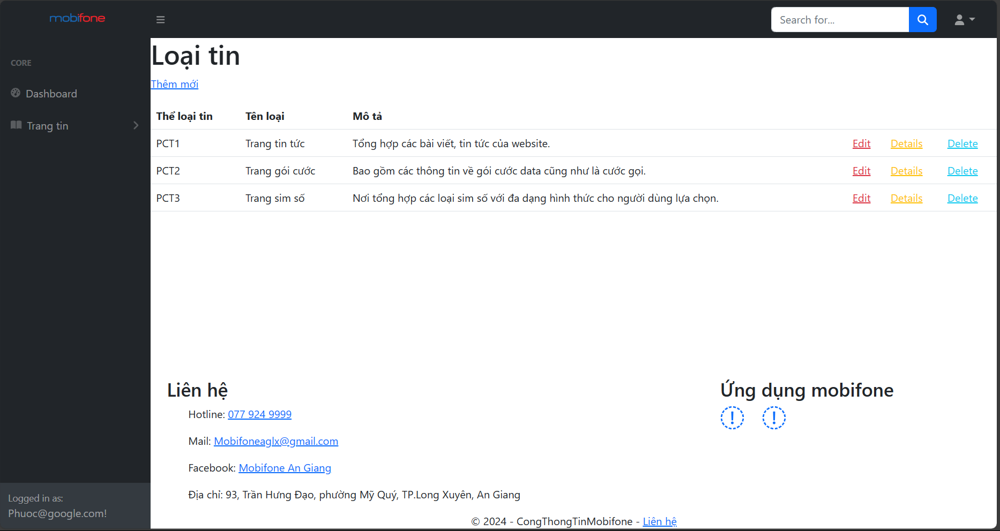 mobifone
Search for...
CORE
Dashboard
Trang tin
Loại tin
Thêm mới
Thể loại tin Tên loại Mô tả
PCT1 Trang tin tức Tổng hợp các bài viết, tin tức của website. Edit Details Delete
PCT2 Trang gói cước Bao gồm các thông tin về gói cước data cũng như là cước gọi. Edit Details Delete
PCT3 Trang sim số Nơi tổng hợp các loại sim số với đa dạng hình thức cho người dùng lựa chọn. Edit Details Delete
Liên hệ
Hotline: 077 924 9999
Mail: Mobifoneaglx@gmail.com
Facebook: Mobifone An Giang
Địa chỉ: 93, Trần Hưng Đạo, phường Mỹ Quý, TP.Long Xuyên, An Giang
Ứng dụng mobifone
© 2024 - CongThongTinMobifone - Liên hệ
Logged in as:
Phuoc@google.com!